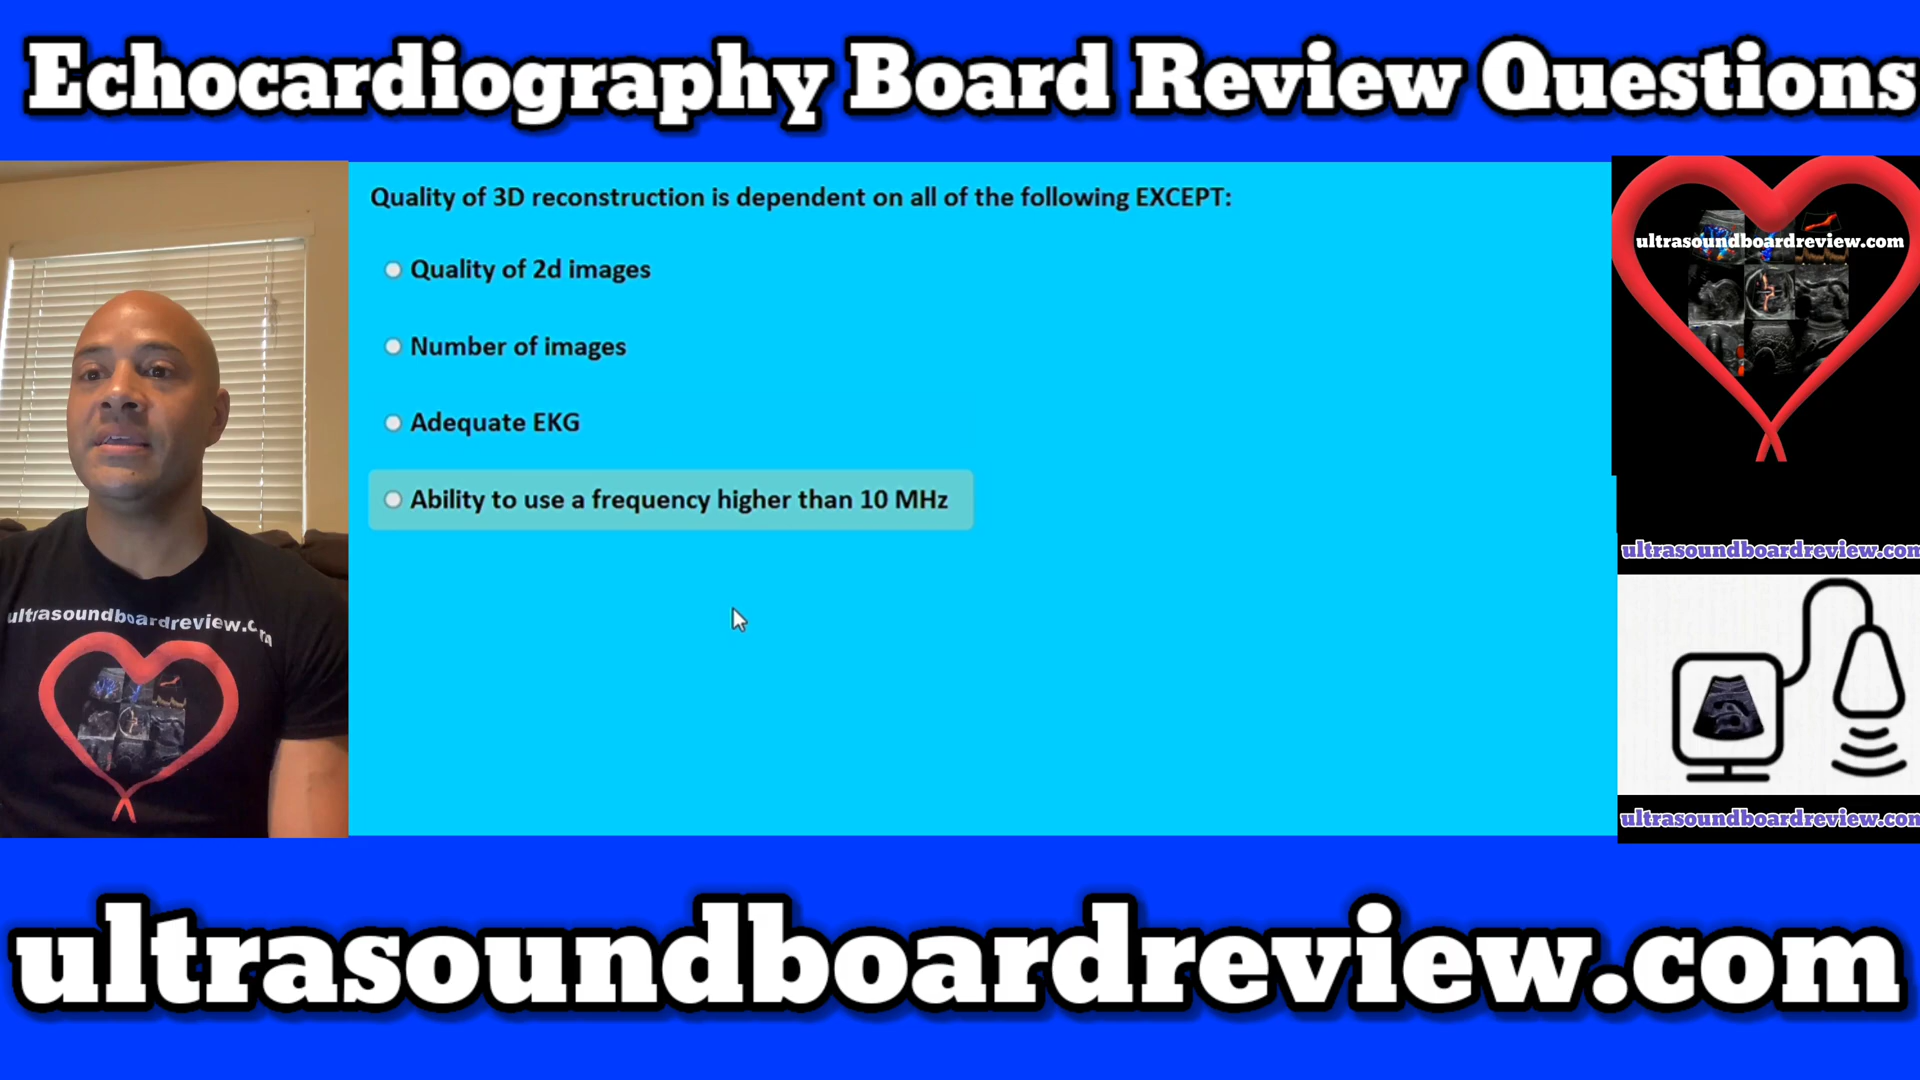 Echocardiography Board Review Questions
Quality of 3D reconstruction is dependent on all of the following EXCEPT:
Quality of 2d images
Number of images
Adequate EKG
Ability to use a frequency higher than 10 MHz
ultrasoundboardreview.com
ultrasoundboardreview.com
ultrasoundboardreview.com
ultrasoundboardreview.c
ultrasoundboardreview.com